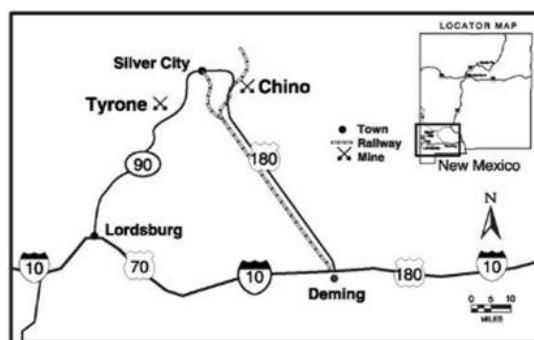 LOCATOR MAP
Silver City
Chino
Tyrone
Town
Railway
Mine
New Mexico
90
180
N
Lordsburg
10
70
10
Deming
180
10
0 5 10
MILES